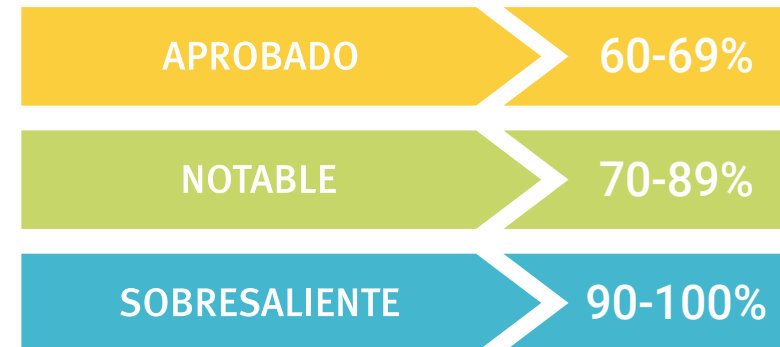 APROBADO 60-69%
NOTABLE 70-89%
SOBRESALIENTE 90-100%